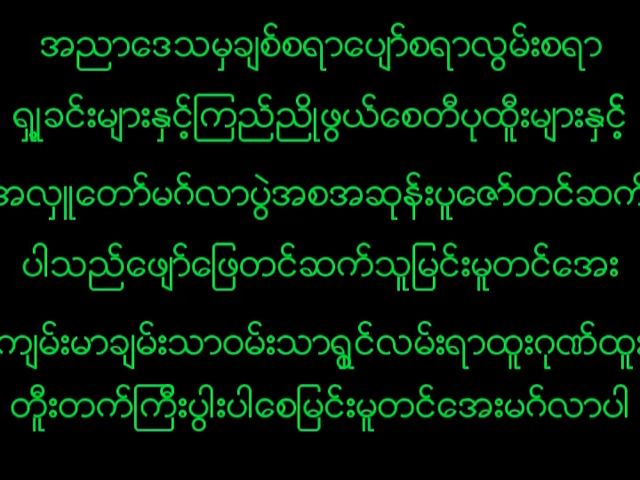 အညာဒေသမှချစ်စရာပျော်စရာလွမ်းစရာ
ရှုခင်းများနှင့်ကြည်ညိုဖွယ်စေတီပုထိုးများနှင့်
အလှူတော်မင်္ဂလာပွဲအစအဆုန်းပူဇော်တင်ဆက်
ပါသည်ဖျော်ဖြေတင်ဆက်သူမြင်းမူတင်အေး
ကျမ်းမာချမ်းသာဝမ်းသာရွှင်လမ်းရာထူးဂုဏ်ထူး
တိုးတက်ကြီးပွါးပါစေမြင်းမူတင်အေးမင်္ဂလာပါ